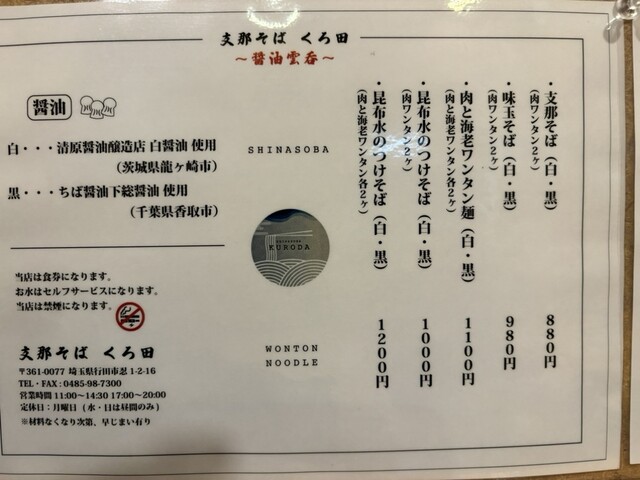 支那そば くろ田
～醤油雲呑～
・支那そば（白・黒）
（肉ワンタン2ヶ）
880円
・味玉そば（白・黒）
（肉ワンタン2ヶ）
980円
・肉と海老ワンタン麺（白・黒）
（肉と海老ワンタン各2ヶ）
1100円
・昆布水のつけそば（白・黒）
（肉ワンタン2ヶ）
1000円
・昆布水のつけそば（白・黒）
（肉と海老ワンタン各2ヶ）
1200円
醤油
白・・・清原醤油醸造店 白醤油 使用
（茨城県龍ヶ崎市）
黒・・・ちば醤油下総醤油 使用
（千葉県香取市）
SHINASOBA
SHINASOBA
KURODA
WONTON
NOODLE
当店は食券になります。
お水はセルフサービスになります。
当店は禁煙になります。
支那そば くろ田
〒361-0077 埼玉県行田市忍 1-2-16
TEL・FAX : 0485-98-7300
営業時間 11:00～14:30 17:00～20:00
定休日：月曜日（水・日は昼間のみ）
※材料なくなり次第、早じまい有り